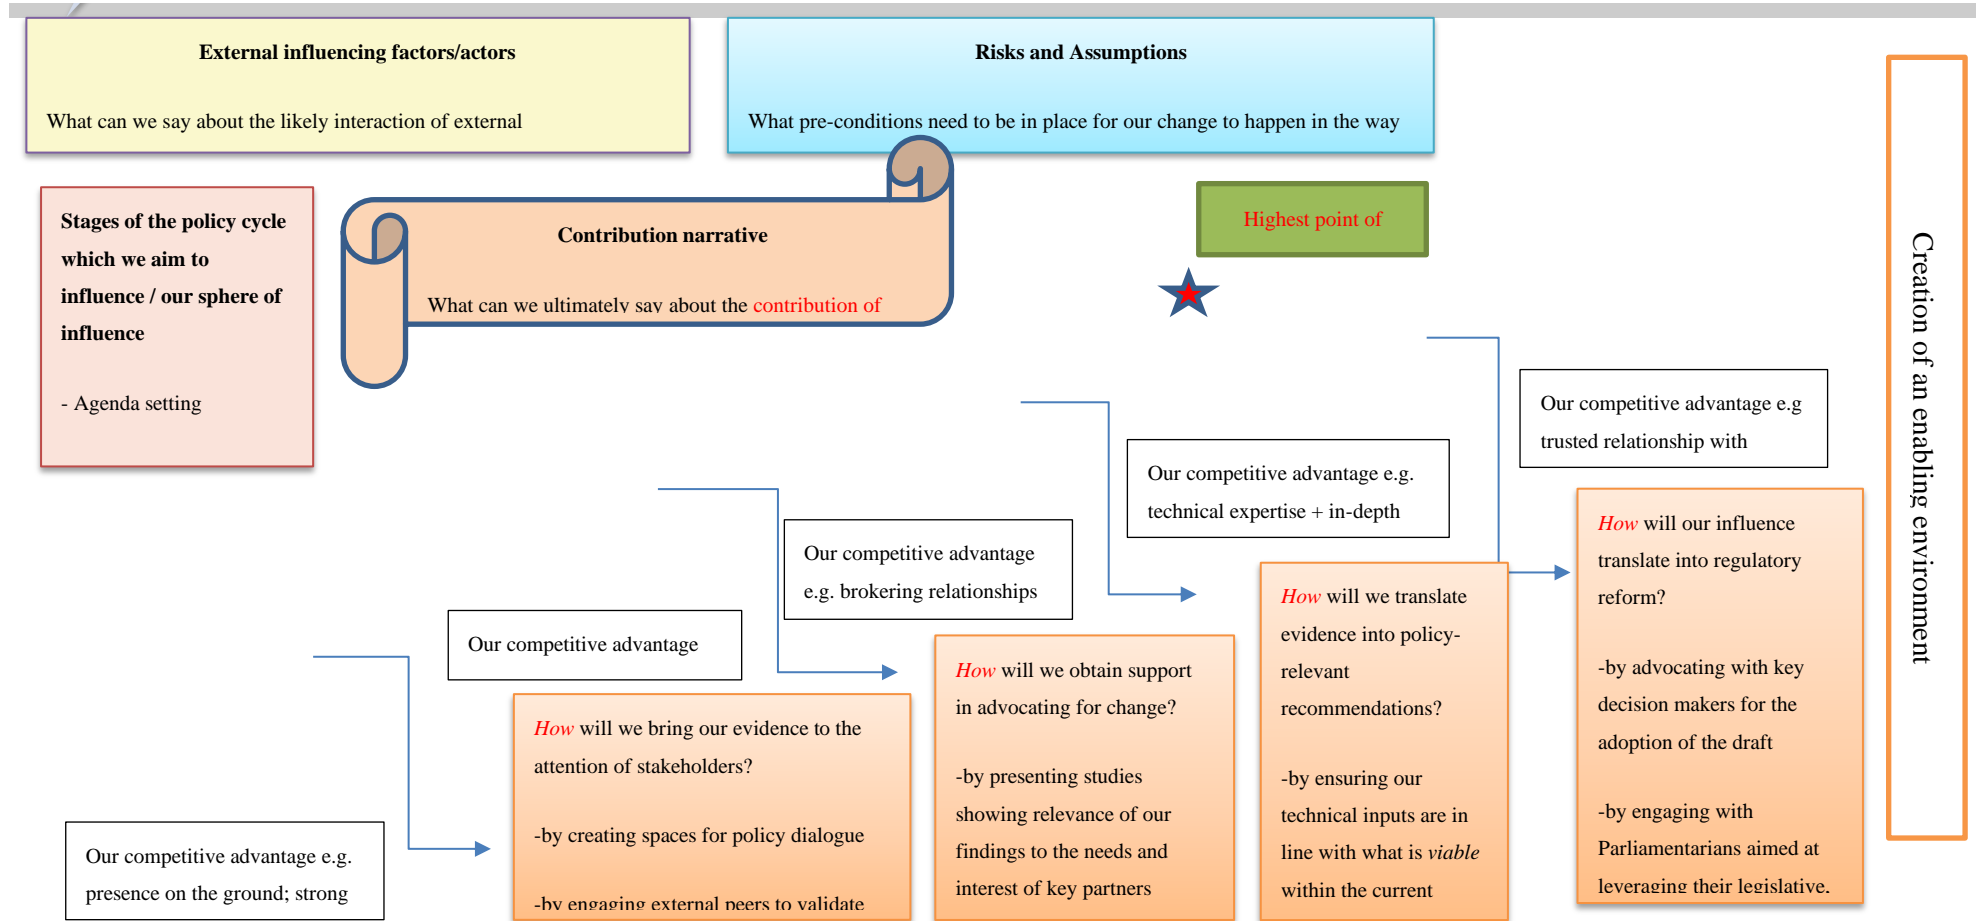 External influencing factors/actors
What can we say about the likely interaction of external
Risks and Assumptions
What pre-conditions need to be in place for our change to happen in the way
Stages of the policy cycle
which we aim to
influence / our sphere of
influence
- Agenda setting
Contribution narrative
What can we ultimately say about the contribution of
Highest point of
Creation of an enabling environment
Our competitive advantage e.g
trusted relationship with
Our competitive advantage e.g.
technical expertise + in-depth
Our competitive advantage
e.g. brokering relationships
Our competitive advantage
Our competitive advantage e.g.
presence on the ground; strong
How will we bring our evidence to the
attention of stakeholders?
-by creating spaces for policy dialogue
-by engaging external peers to validate
How will we obtain support
in advocating for change?
-by presenting studies
showing relevance of our
findings to the needs and
interest of key partners
How will we translate
evidence into policy-
relevant
recommendations?
-by ensuring our
technical inputs are in
line with what is viable
within the current
How will our influence
translate into regulatory
reform?
-by advocating with key
decision makers for the
adoption of the draft
-by engaging with
Parliamentarians aimed at
leveraging their legislative,